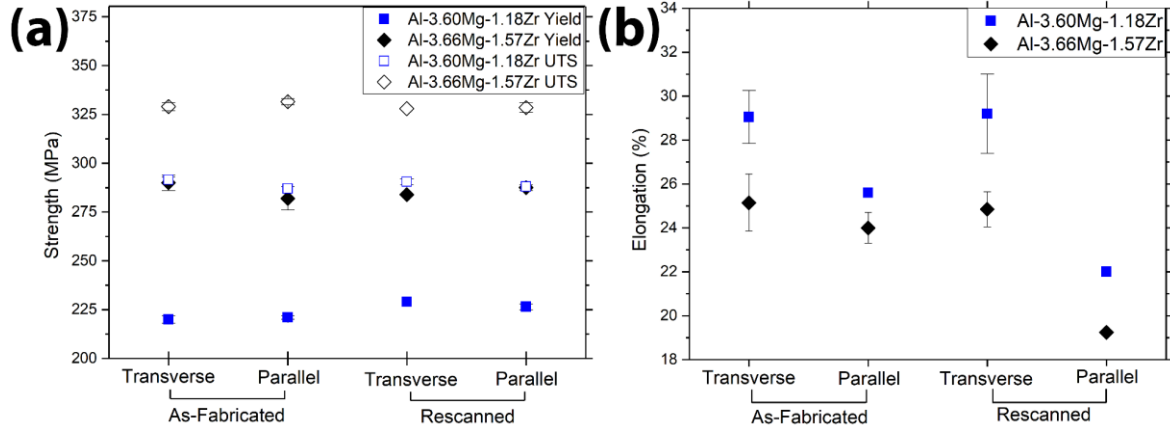 (a)
375
350
325
300
275
250
225
200
Strength (MPa)
Al-3.60Mg-1.18Zr Yield
Al-3.66Mg-1.57Zr Yield
Al-3.60Mg-1.18Zr UTS
Al-3.66Mg-1.57Zr UTS
Transverse Parallel Transverse Parallel
As-Fabricated Rescanned
(b)
34
32
30
28
26
24
22
20
18
Elongation (%)
Al-3.60Mg-1.18Zr
Al-3.66Mg-1.57Zr
Transverse Parallel Transverse Parallel
As-Fabricated Rescanned